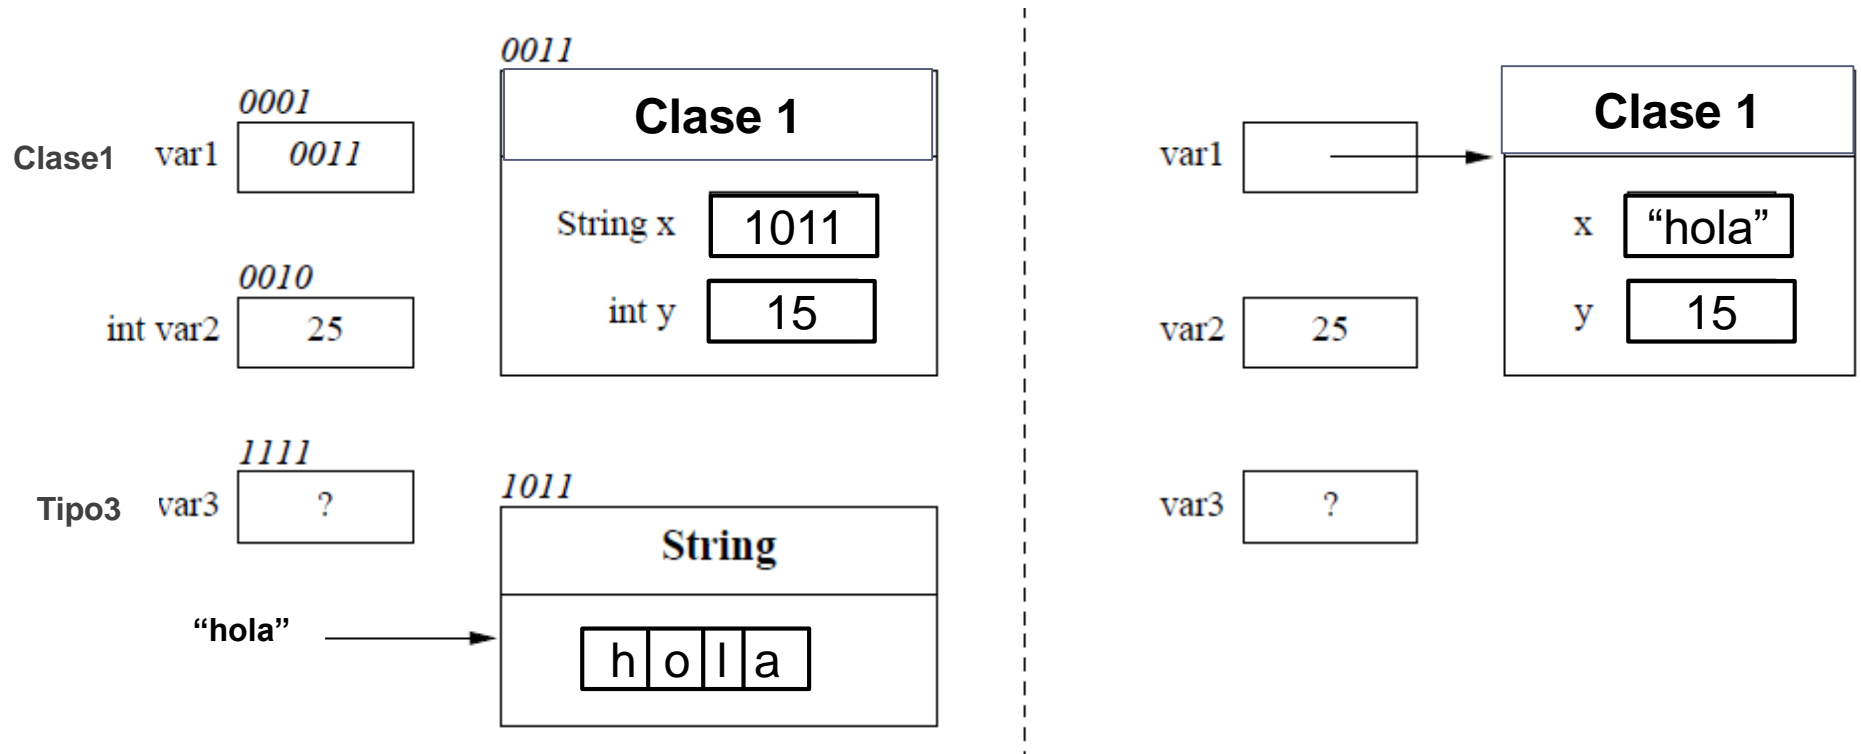 0011
Clase 1
0001
Clase1 var1 0011
String x 1011
0010
int y 15
int var2 25
1111
Tipo3 var3 ?
1011
String
“hola”
h o l a
Clase 1
var1
x “hola”
y 15
var2 25
var3 ?